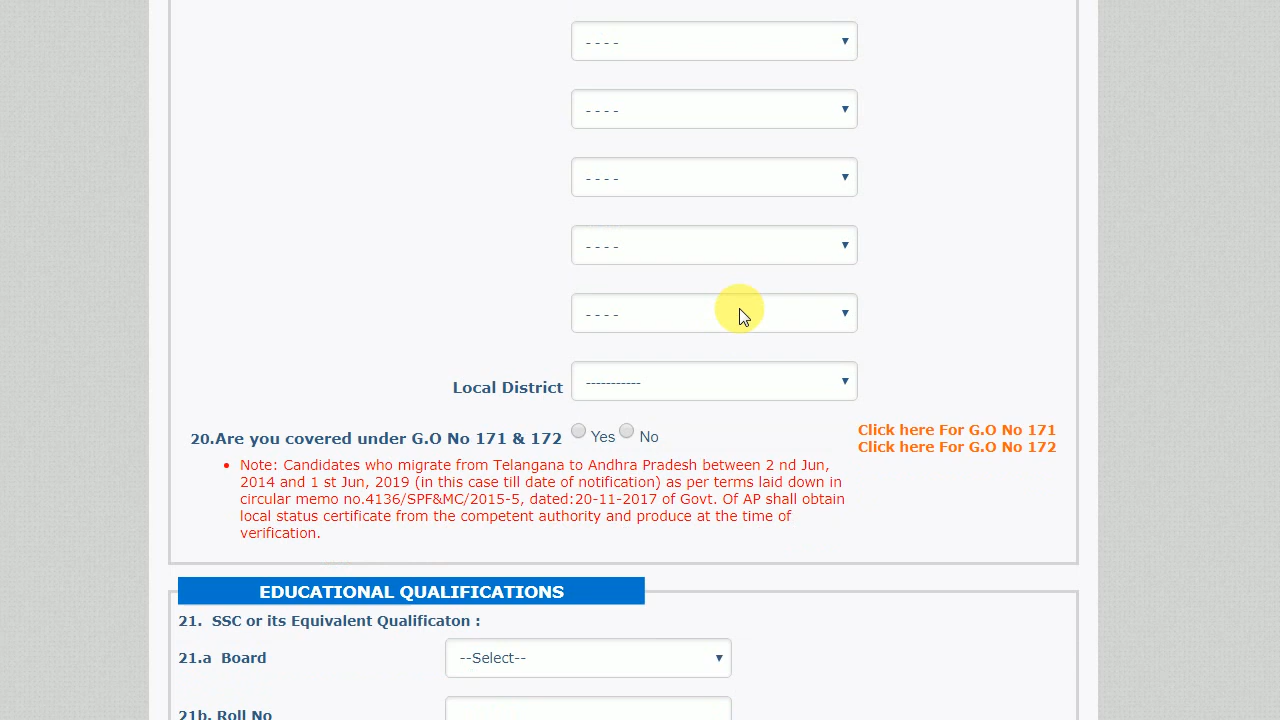 - - - -
- - - -
- - - -
- - - -
- - - -
Local District -----------
20.Are you covered under G.O No 171 & 172 Yes No Click here For G.O No 171
Click here For G.O No 172
Note: Candidates who migrate from Telangana to Andhra Pradesh between 2 nd Jun,
2014 and 1 st Jun, 2019 (in this case till date of notification) as per terms laid down in
circular memo no.4136/SPF&MC/2015-5, dated:20-11-2017 of Govt. Of AP shall obtain
local status certificate from the competent authority and produce at the time of
verification.
EDUCATIONAL QUALIFICATIONS
21. SSC or its Equivalent Qualificaton :
21.a Board --Select--
21b. Roll No